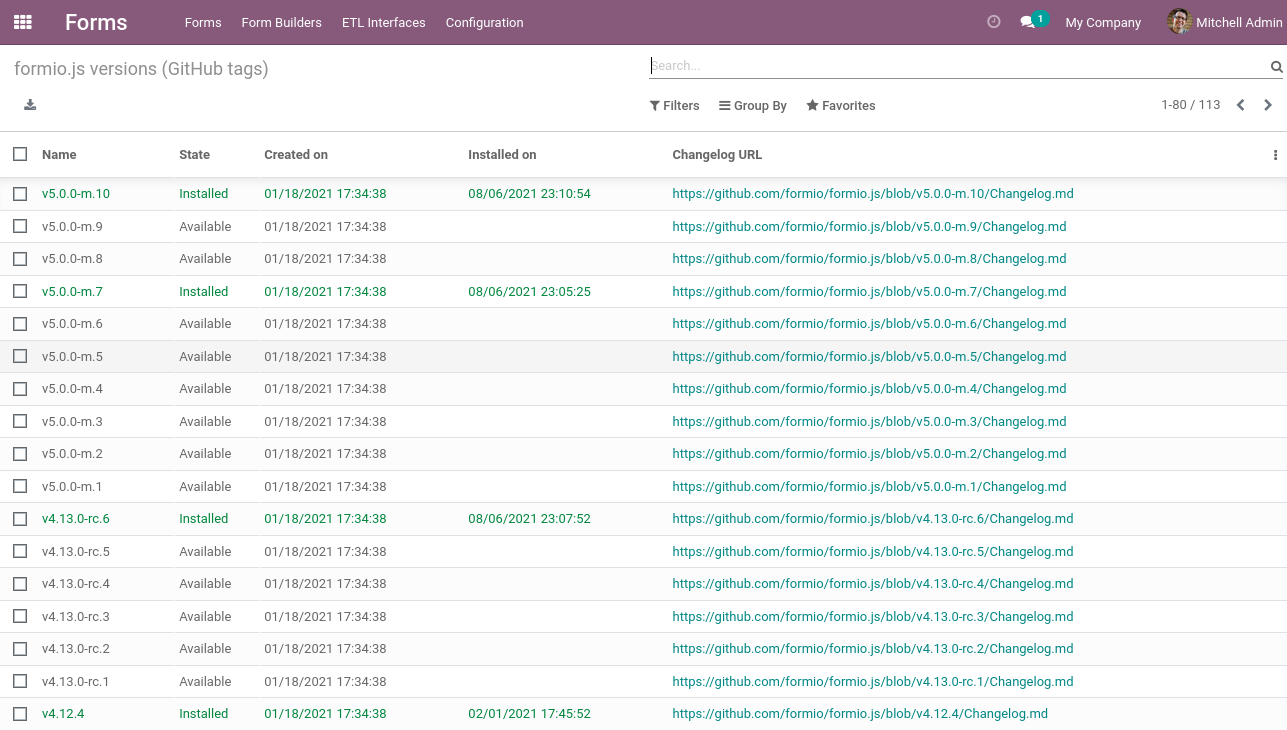 Forms Forms Form Builders ETL Interfaces Configuration 1 My Company Mitchell Admin
formio.js versions (GitHub tags) Search...
Filters Group By Favorites 1-80 / 113
Name State Created on Installed on Changelog URL
v5.0.0-m.10 Installed 01/18/2021 17:34:38 08/06/2021 23:10:54 https://github.com/formio/formio.js/blob/v5.0.0-m.10/Changelog.md
v5.0.0-m.9 Available 01/18/2021 17:34:38 https://github.com/formio/formio.js/blob/v5.0.0-m.9/Changelog.md
v5.0.0-m.8 Available 01/18/2021 17:34:38 https://github.com/formio/formio.js/blob/v5.0.0-m.8/Changelog.md
v5.0.0-m.7 Installed 01/18/2021 17:34:38 08/06/2021 23:05:25 https://github.com/formio/formio.js/blob/v5.0.0-m.7/Changelog.md
v5.0.0-m.6 Available 01/18/2021 17:34:38 https://github.com/formio/formio.js/blob/v5.0.0-m.6/Changelog.md
v5.0.0-m.5 Available 01/18/2021 17:34:38 https://github.com/formio/formio.js/blob/v5.0.0-m.5/Changelog.md
v5.0.0-m.4 Available 01/18/2021 17:34:38 https://github.com/formio/formio.js/blob/v5.0.0-m.4/Changelog.md
v5.0.0-m.3 Available 01/18/2021 17:34:38 https://github.com/formio/formio.js/blob/v5.0.0-m.3/Changelog.md
v5.0.0-m.2 Available 01/18/2021 17:34:38 https://github.com/formio/formio.js/blob/v5.0.0-m.2/Changelog.md
v5.0.0-m.1 Available 01/18/2021 17:34:38 https://github.com/formio/formio.js/blob/v5.0.0-m.1/Changelog.md
v4.13.0-rc.6 Installed 01/18/2021 17:34:38 08/06/2021 23:07:52 https://github.com/formio/formio.js/blob/v4.13.0-rc.6/Changelog.md
v4.13.0-rc.5 Available 01/18/2021 17:34:38 https://github.com/formio/formio.js/blob/v4.13.0-rc.5/Changelog.md
v4.13.0-rc.4 Available 01/18/2021 17:34:38 https://github.com/formio/formio.js/blob/v4.13.0-rc.4/Changelog.md
v4.13.0-rc.3 Available 01/18/2021 17:34:38 https://github.com/formio/formio.js/blob/v4.13.0-rc.3/Changelog.md
v4.13.0-rc.2 Available 01/18/2021 17:34:38 https://github.com/formio/formio.js/blob/v4.13.0-rc.2/Changelog.md
v4.13.0-rc.1 Available 01/18/2021 17:34:38 https://github.com/formio/formio.js/blob/v4.13.0-rc.1/Changelog.md
v4.12.4 Installed 01/18/2021 17:34:38 02/01/2021 17:45:52 https://github.com/formio/formio.js/blob/v4.12.4/Changelog.md